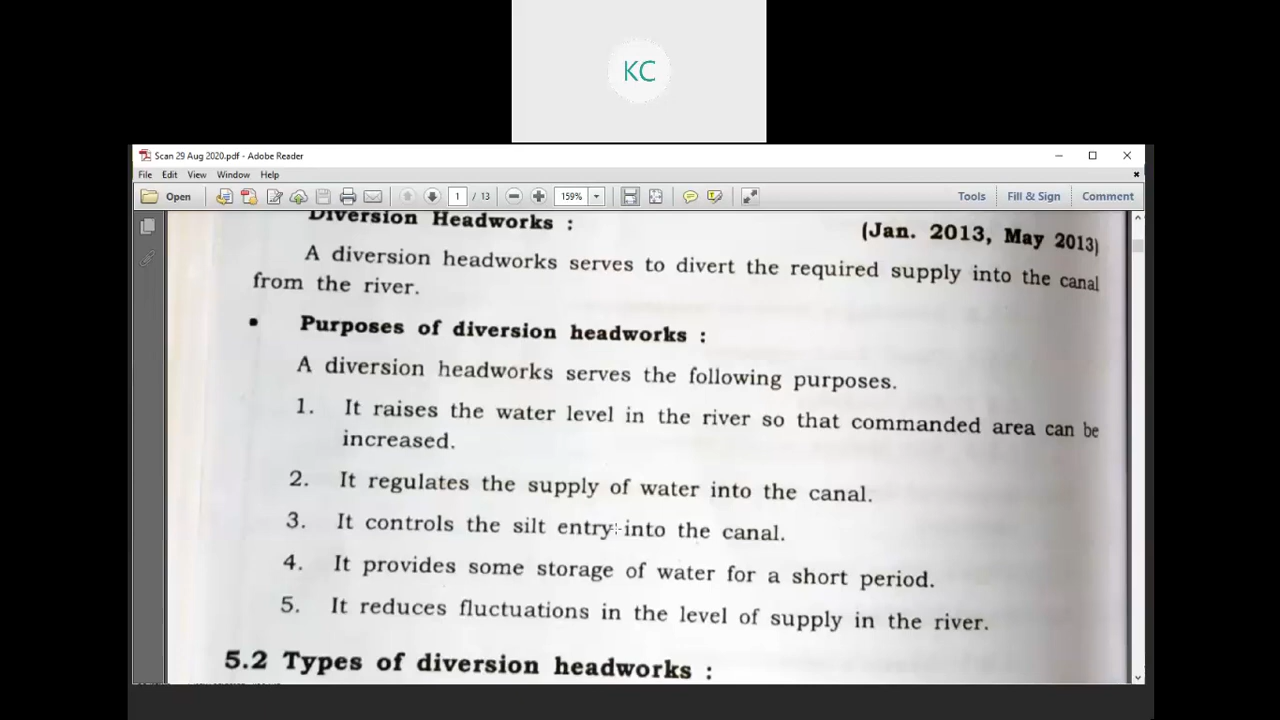 KC
Scan 29 Aug 2020.pdf - Adobe Reader
File Edit View Window Help
Open 1 / 13 159% Tools Fill & Sign Comment
Diversion Headworks :
(Jan. 2013, May 2013)
A diversion headworks serves to divert the required supply into the canal
from the river.
• Purposes of diversion headworks :
A diversion headworks serves the following purposes.
1. It raises the water level in the river so that commanded area can be
increased.
2. It regulates the supply of water into the canal.
3. It controls the silt entry into the canal.
4. It provides some storage of water for a short period.
5. It reduces fluctuations in the level of supply in the river.
5.2 Types of diversion headworks :